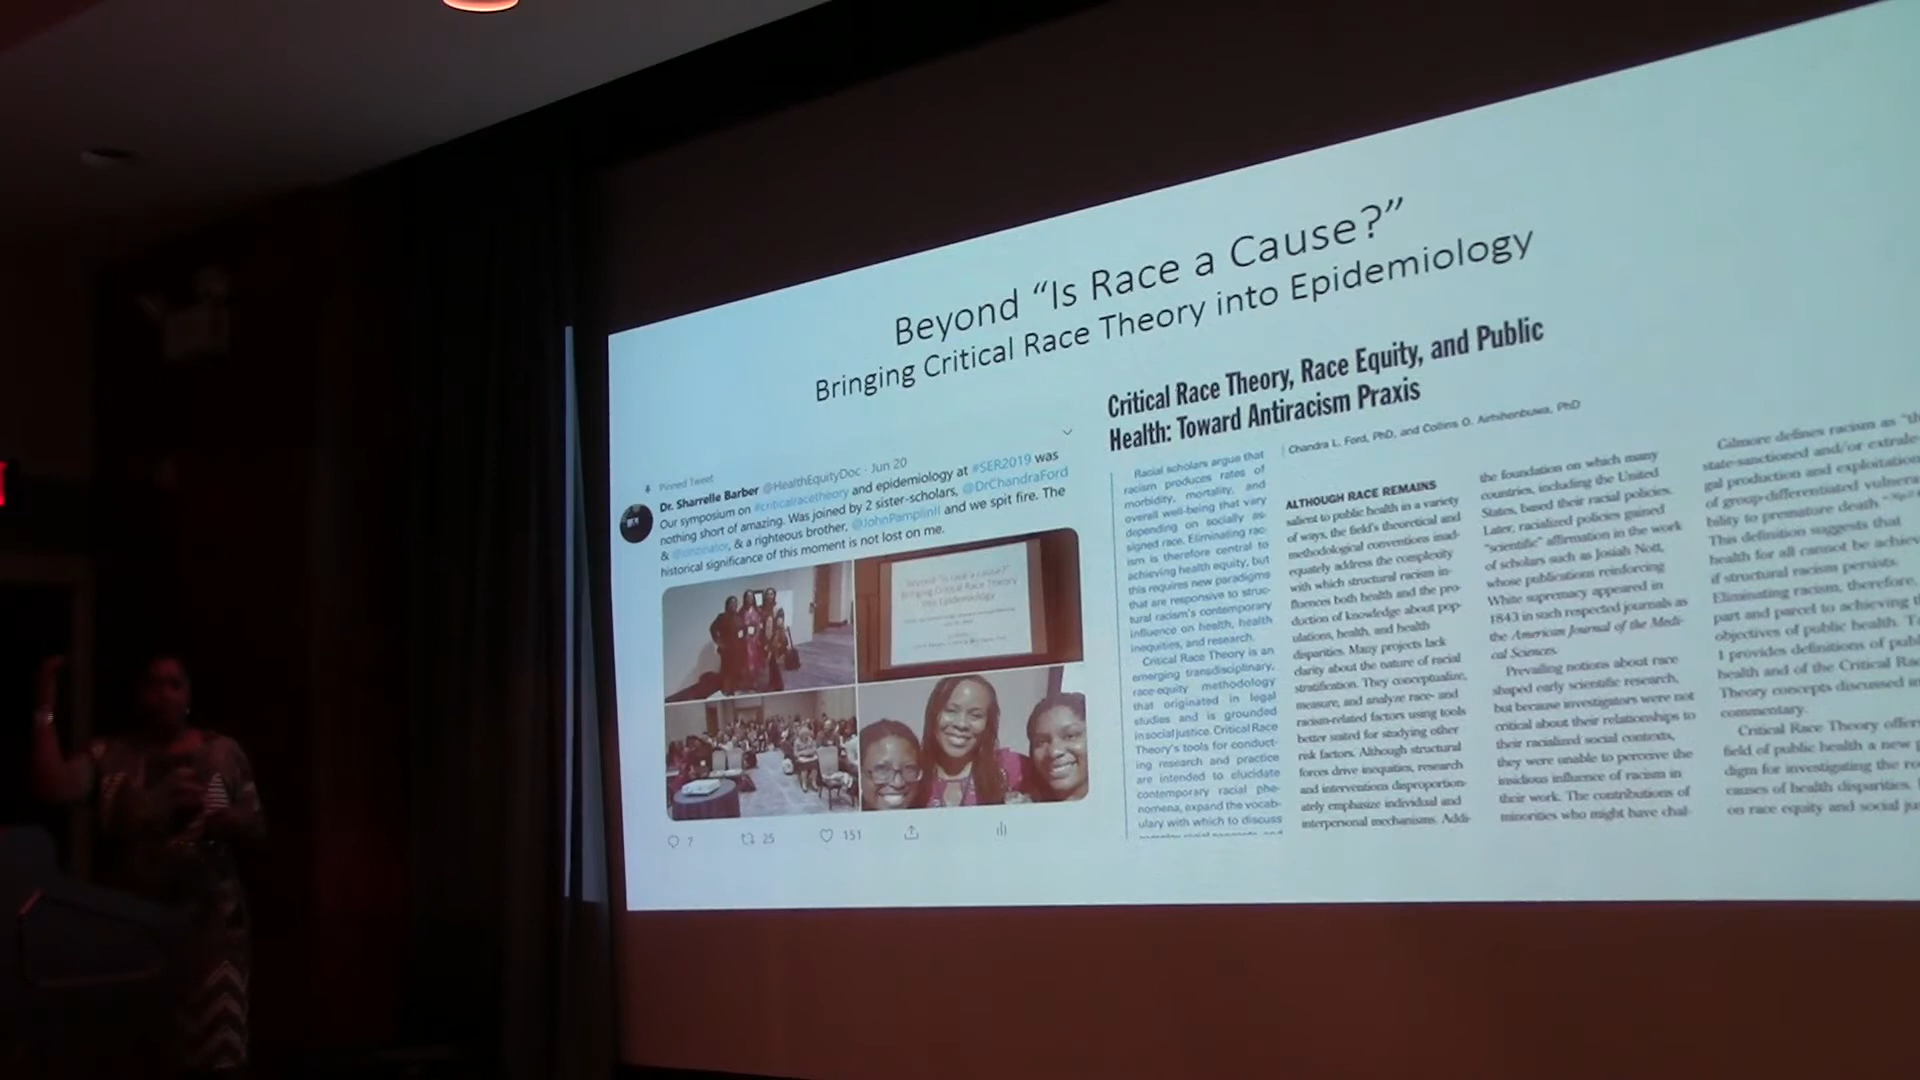 Beyond “Is Race a Cause?”
Bringing Critical Race Theory into Epidemiology
Pinned Tweet
Dr. Sharrelle Barber @HealthEquityDoc · Jun 20
Our symposium on #criticalracetheory and epidemiology at #SER2019 was
nothing short of amazing. Was joined by 2 sister-scholars, @DrChandraFord
& & a righteous brother, @JohnPamplinII and we spit fire. The
historical significance of this moment is not lost on me.
Beyond "Is race a cause?"
Bringing Critical Race Theory
into Epidemiology
7
25
151
Critical Race Theory, Race Equity, and Public
Health: Toward Antiracism Praxis
Chandra L. Ford, PhD, and Collins O. Airhihenbuwa, PhD
Racial scholars argue that
racism produces rates of
morbidity, mortality, and
overall well-being that vary
depending on socially as-
signed race. Eliminating rac-
ism is therefore central to
achieving health equity, but
this requires new paradigms
that are responsive to struc-
tural racism's contemporary
influence on health, health
inequities, and research.
Critical Race Theory is an
emerging transdisciplinary,
race-equity methodology
that originated in legal
studies and is grounded
in social justice. Critical Race
Theory's tools for conduct-
ing research and practice
are intended to elucidate
contemporary racial phe-
nomena, expand the vocab-
ulary with which to discuss
ALTHOUGH RACE REMAINS
salient to public health in a variety
of ways, the field's theoretical and
methodological conventions inad-
equately address the complexity
with which structural racism in-
fluences both health and the pro-
duction of knowledge about pop-
ulations, health, and health
disparities. Many projects lack
clarity about the nature of racial
stratification. They conceptualize,
measure, and analyze race- and
racism-related factors using tools
better suited for studying other
risk factors. Although structural
forces drive inequities, research
and interventions disproportion-
ately emphasize individual and
interpersonal mechanisms. Addi-
the foundation on which many
countries, including the United
States, based their racial policies.
Later, racialized policies gained
“scientific” affirmation in the work
of scholars such as Josiah Nott,
whose publications reinforcing
White supremacy appeared in
1843 in such respected journals as
the American Journal of the Medi-
cal Sciences.
Prevailing notions about race
shaped early scientific research,
but because investigators were not
critical about their relationships to
their racialized social contexts,
they were unable to perceive the
insidious influence of racism in
their work. The contributions of
minorities who might have chal-
Gilmore defines racism as
state-sanctioned and/or extrale-
gal production and exploitation
of group-differentiated vulnera-
bility to premature death
This definition suggests that
health for all cannot be achieved
if structural racism persists.
Eliminating racism, therefore,
part and parcel to achieving
objectives of public health.
1 provides definitions of
health and of the Critical Race
Theory concepts discussed in
commentary.
Critical Race Theory offers
field of public health a new
digm for investigating the
causes of health disparities.
on race equity and social